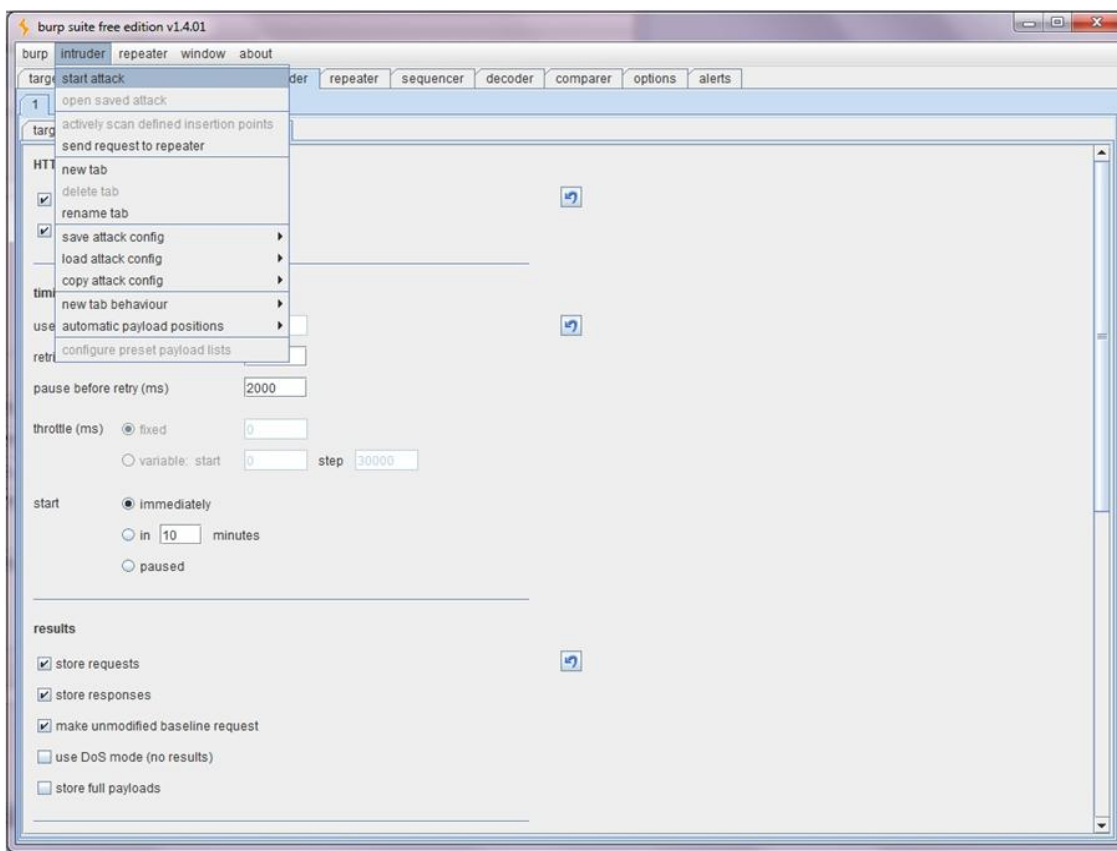 burp suite free edition v1.4.01
burp intruder repeater window about
targe der repeater sequencer decoder comparer options alerts
start attack
1
open saved attack
targ
actively scan defined insertion points
send request to repeater
HTT
new tab
delete tab
rename tab
save attack config
load attack config
copy attack config
timi
new tab behaviour
use automatic payload positions
retri
configure preset payload lists
pause before retry (ms) 2000
throttle (ms) fixed 0
variable: start 0 step 30000
start immediately
in 10 minutes
paused
results
store requests
store responses
make unmodified baseline request
use DoS mode (no results)
store full payloads